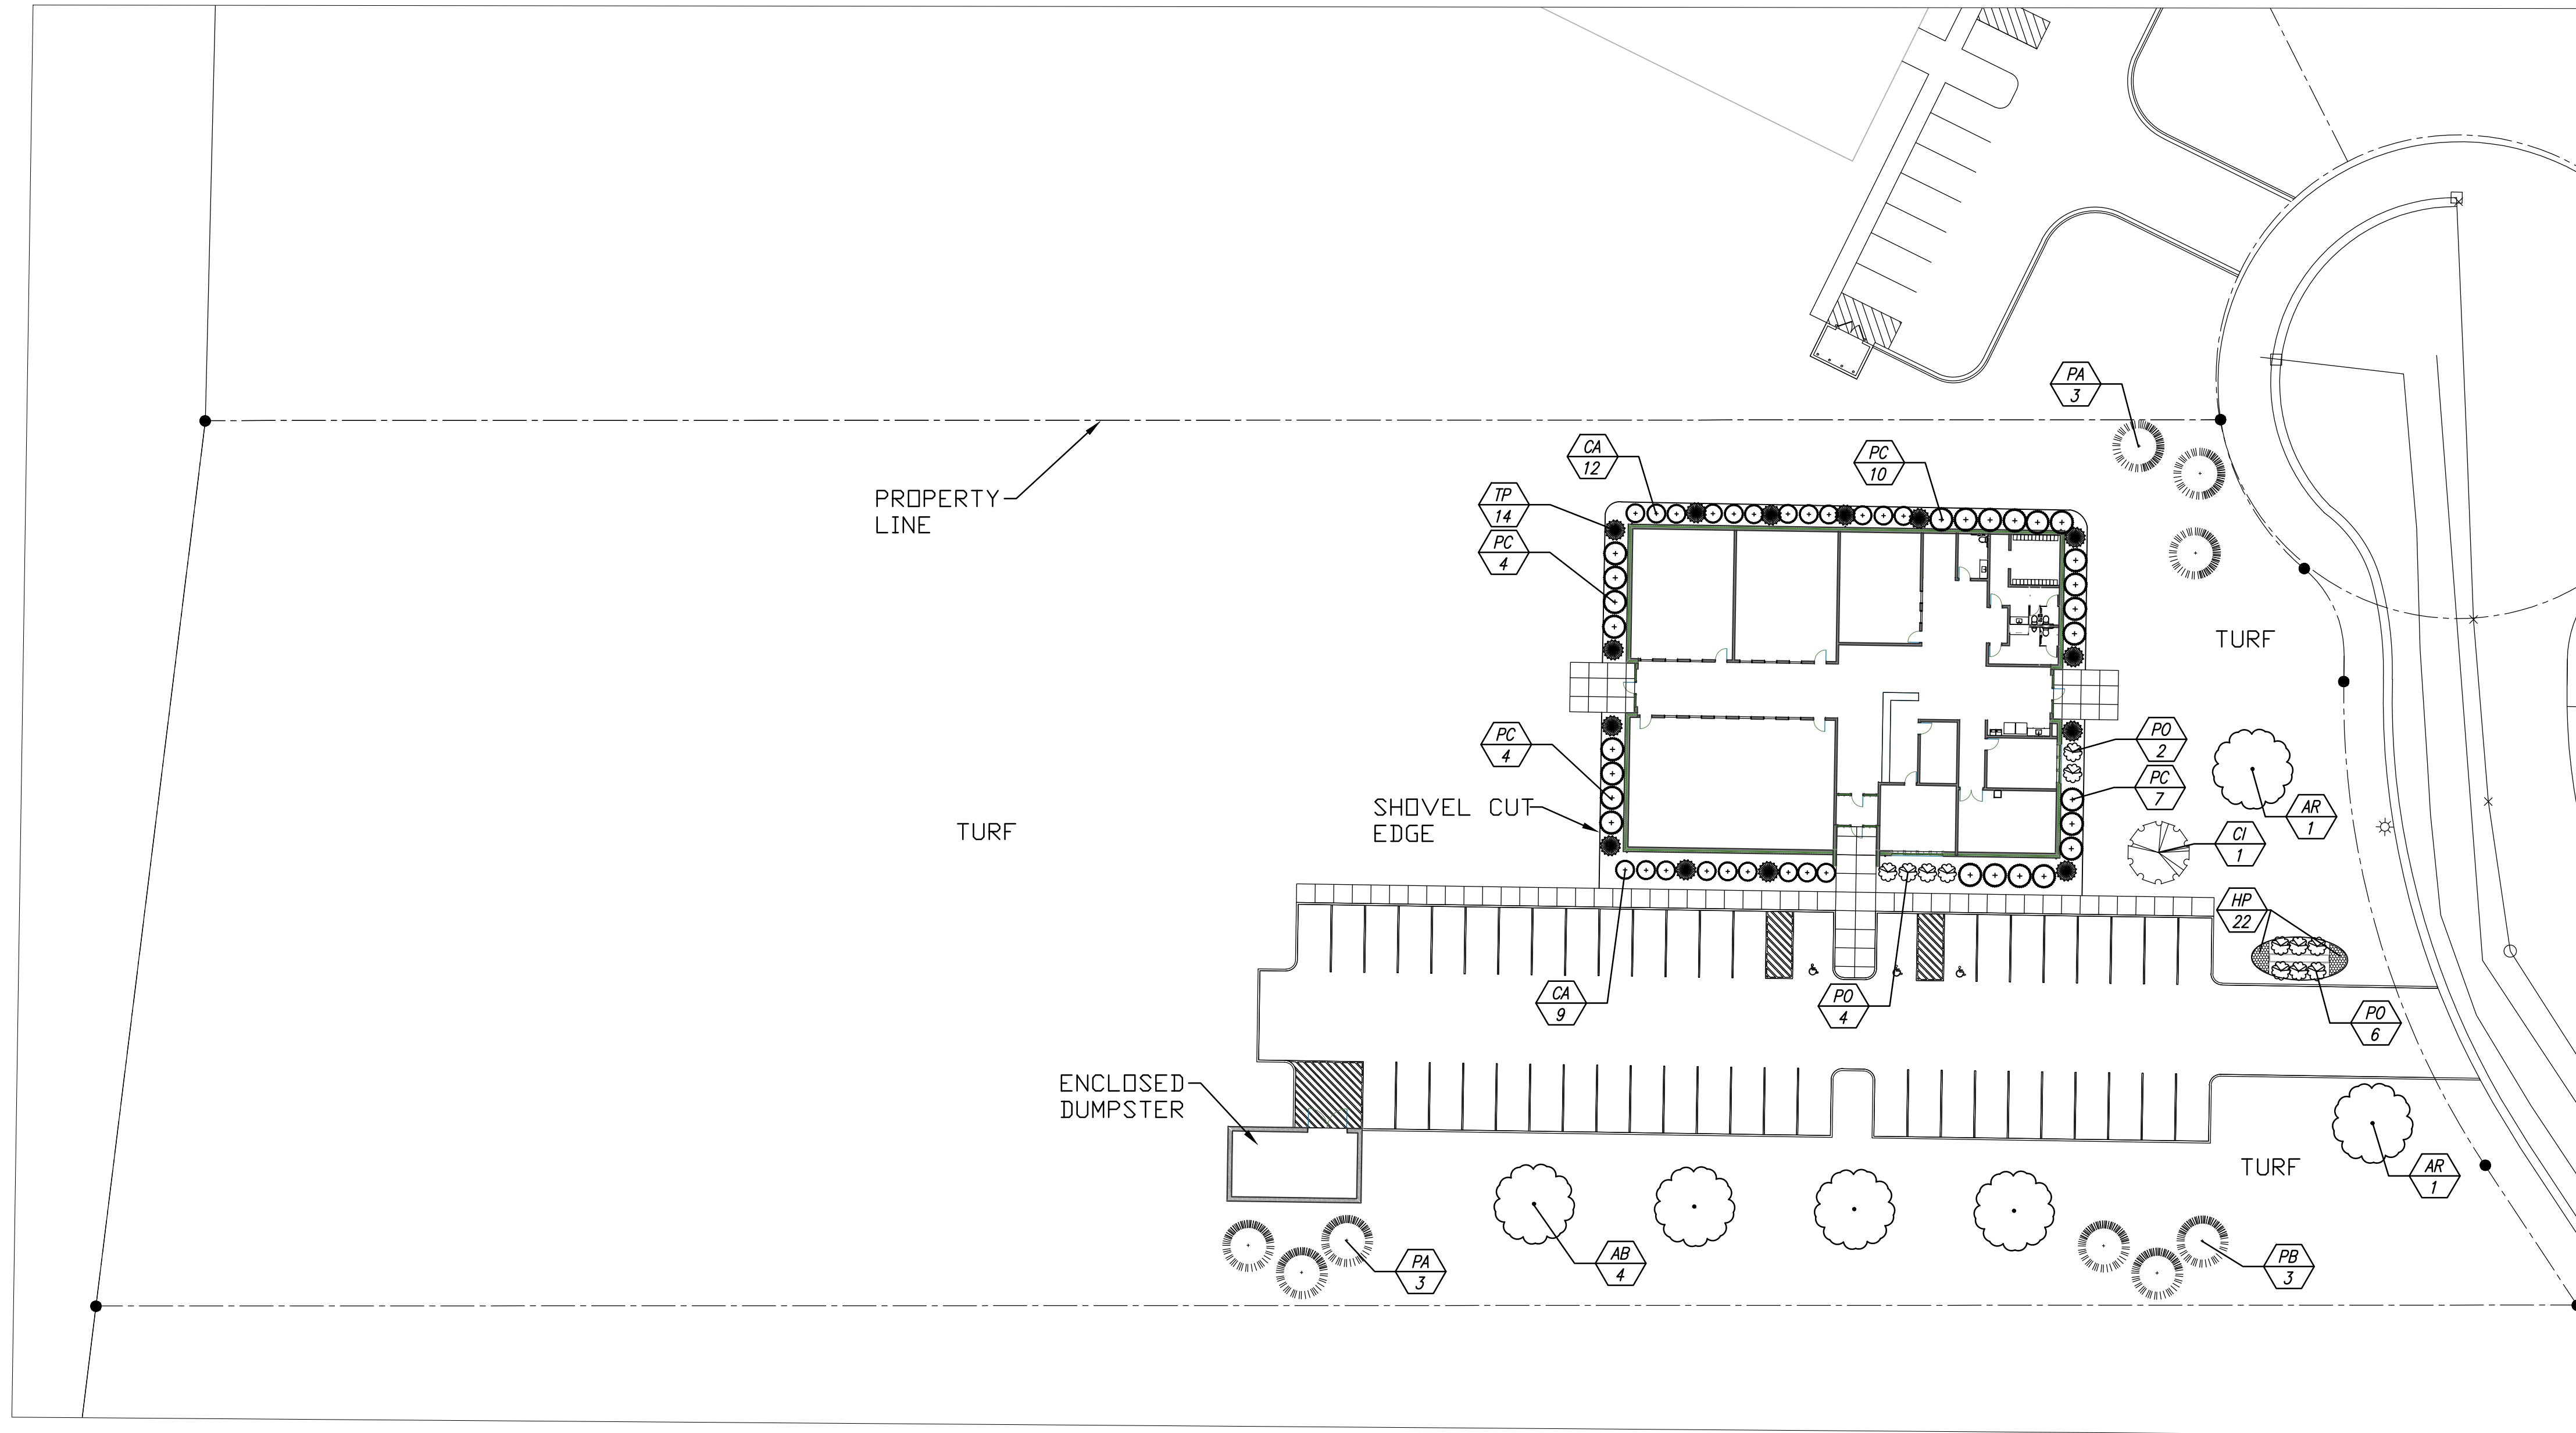 PA
3
CA
12
PC
10
TP
14
PROPERTY
LINE
PC
4
TURF
PC
4
PO
2
PC
7
SHOVEL CUT
EDGE
AR
1
TURF
CI
1
HP
22
CA
9
PO
4
PO
6
ENCLOSED
DUMPSTER
TURF
AR
1
PA
3
AB
4
PB
3